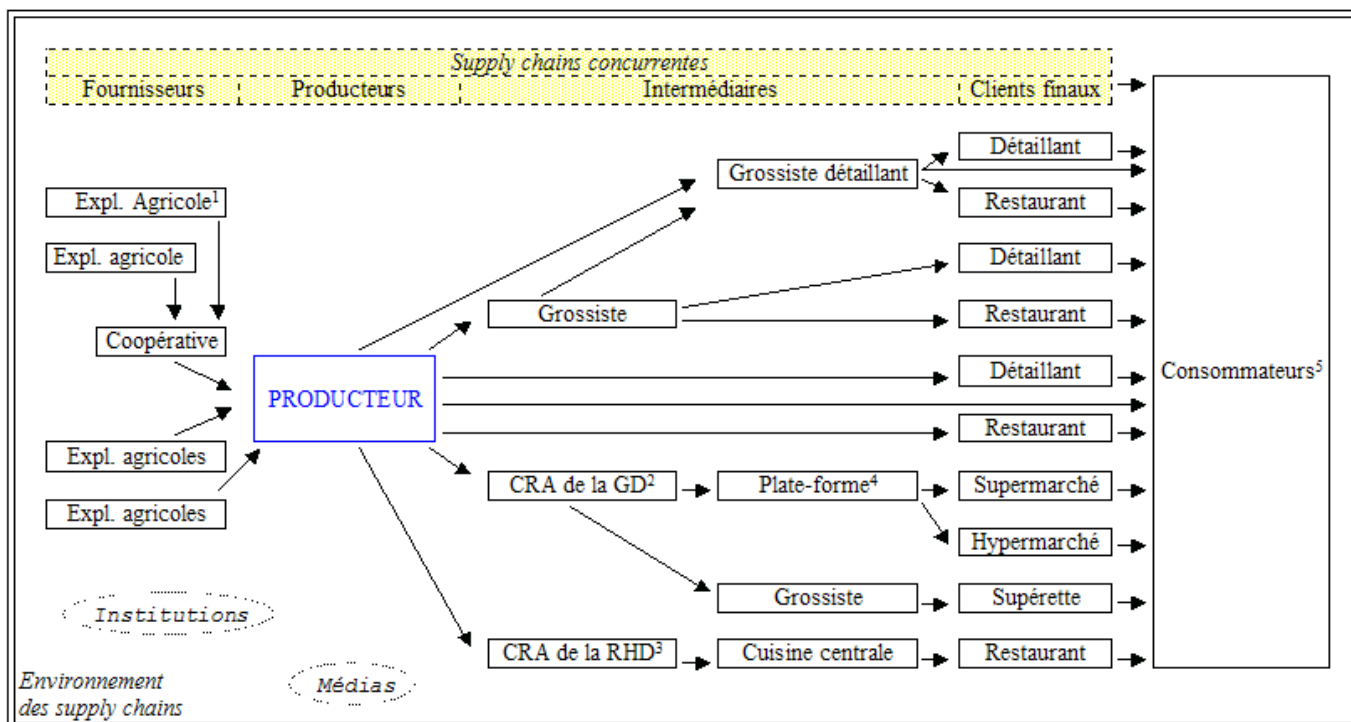 Supply chains concurrentes
Fournisseurs
Producteurs
Intermédiaires
Clients finaux
Détaillant
Grossiste détaillant
Expl. Agricole¹
Restaurant
Expl. agricole
Détaillant
Grossiste
Restaurant
Coopérative
Détaillant
Consommateurs⁵
PRODUCTEUR
Restaurant
Expl. agricoles
CRA de la GD²
Plate-forme⁴
Supermarché
Expl. agricoles
Hypermarché
Institutions
Grossiste
Supérette
CRA de la RHD³
Cuisine centrale
Restaurant
Médias
Environnement
des supply chains